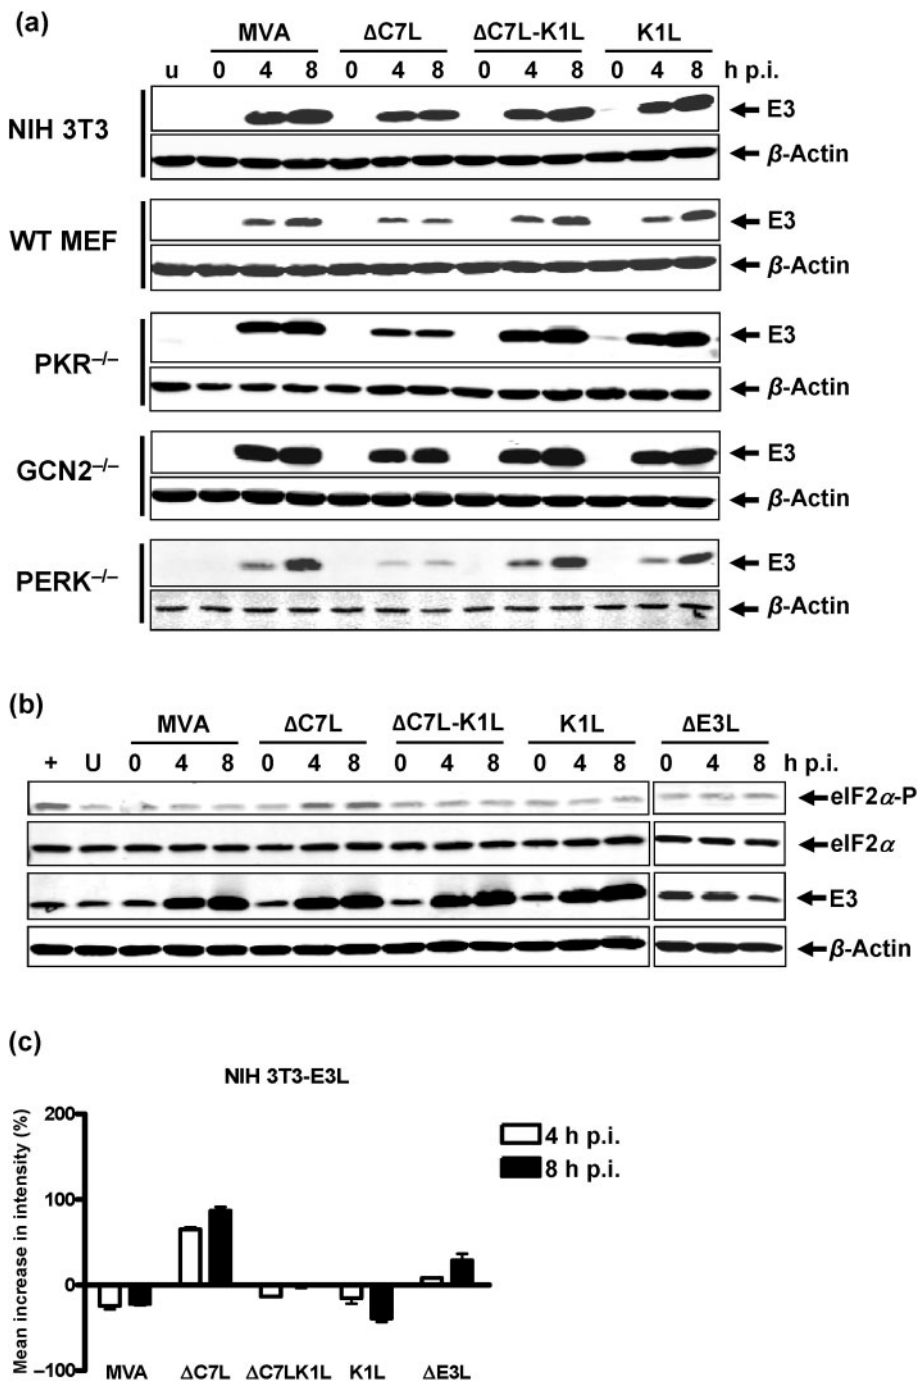 (a)
MVA ΔC7L ΔC7L-K1L K1L
u 0 4 8 0 4 8 0 4 8 0 4 8 h p.i.
NIH 3T3
E3
β-Actin
WT MEF
E3
β-Actin
PKR–/–
E3
β-Actin
GCN2–/–
E3
β-Actin
PERK–/–
E3
β-Actin
(b)
MVA ΔC7L ΔC7L-K1L K1L ΔE3L
+ U 0 4 8 0 4 8 0 4 8 0 4 8 0 4 8 h p.i.
eIF2α-P
eIF2α
E3
β-Actin
(c)
NIH 3T3-E3L
Mean increase in intensity (%)
200
100
0
–100
4 h p.i.
8 h p.i.
MVA ΔC7L ΔC7LK1L K1L ΔE3L